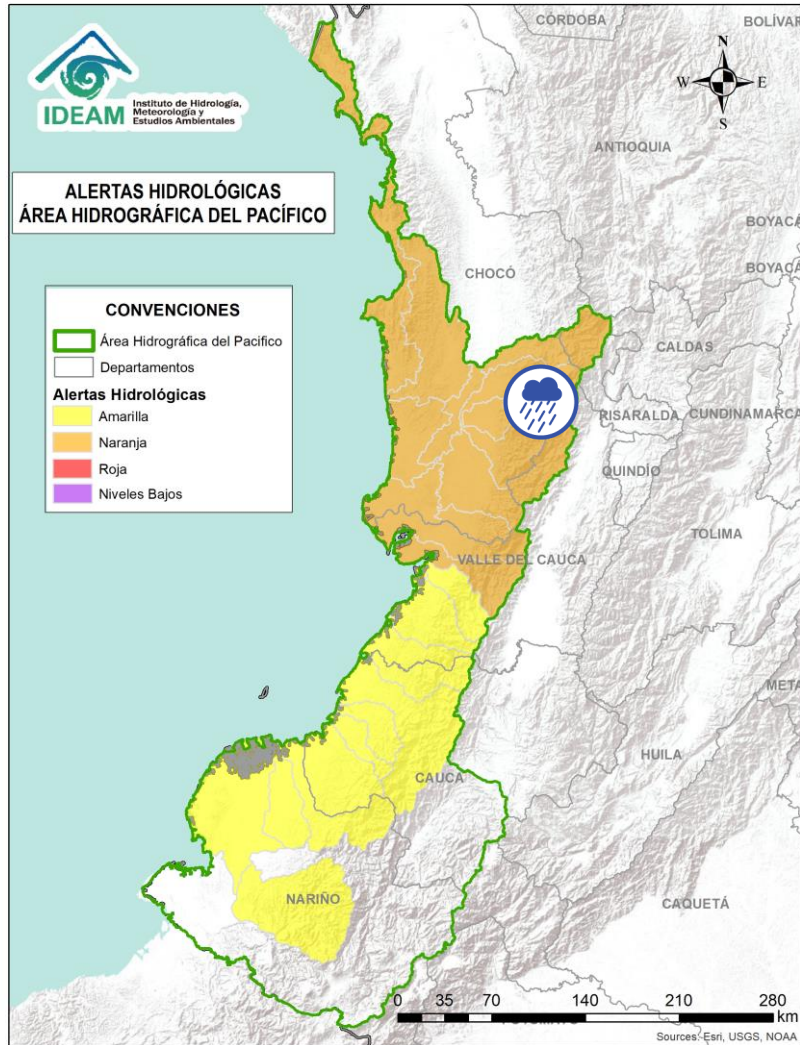 CÓRDOBA
BOLÍVAR
N
W
E
S
IDEAM
Instituto de Hidrología,
Meteorología y
Estudios Ambientales
ANTIOQUIA
ALERTAS HIDROLÓGICAS
ÁREA HIDROGRÁFICA DEL PACÍFICO
BOYACÁ
BOYACÁ
CHOCÓ
CONVENCIONES
Área Hidrográfica del Pacifico
Departamentos
Alertas Hidrológicas
Amarilla
Naranja
Roja
Niveles Bajos
CALDAS
RISARALDA
CUNDINAMARCA
QUINDÍO
TOLIMA
VALLE DEL CAUCA
META
HUILA
CAUCA
NARIÑO
CAQUETÁ
0 35 70 140 210 280
km
Sources: Esri, USGS, NOAA